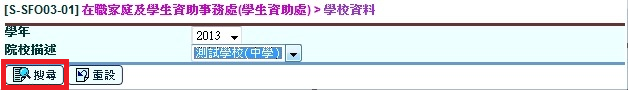 [S-SFO03-01] 在職家庭及學生資助事務處(學生資助處) > 學校資料
學年 2013
院校描述 測試學校(中學)
搜尋 重設